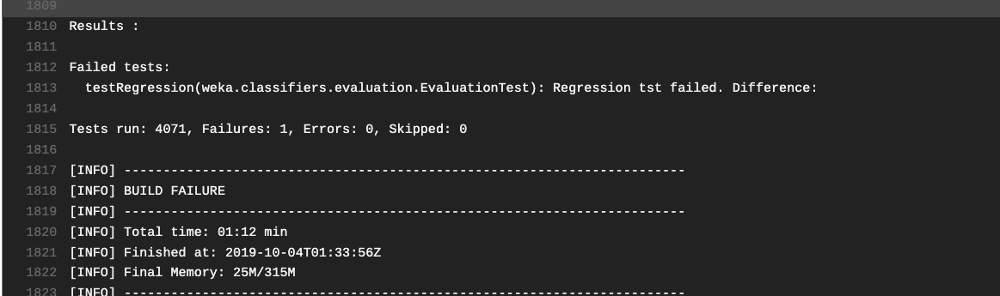 1809
1810 Results :
1811
1812 Failed tests:
1813 testRegression(weka.classifiers.evaluation.EvaluationTest): Regression tst failed. Difference:
1814
1815 Tests run: 4071, Failures: 1, Errors: 0, Skipped: 0
1816
1817 [INFO] ------------------------------------------------------------------------
1818 [INFO] BUILD FAILURE
1819 [INFO] ------------------------------------------------------------------------
1820 [INFO] Total time: 01:12 min
1821 [INFO] Finished at: 2019-10-04T01:33:56Z
1822 [INFO] Final Memory: 25M/315M
1823 [INFO] ------------------------------------------------------------------------